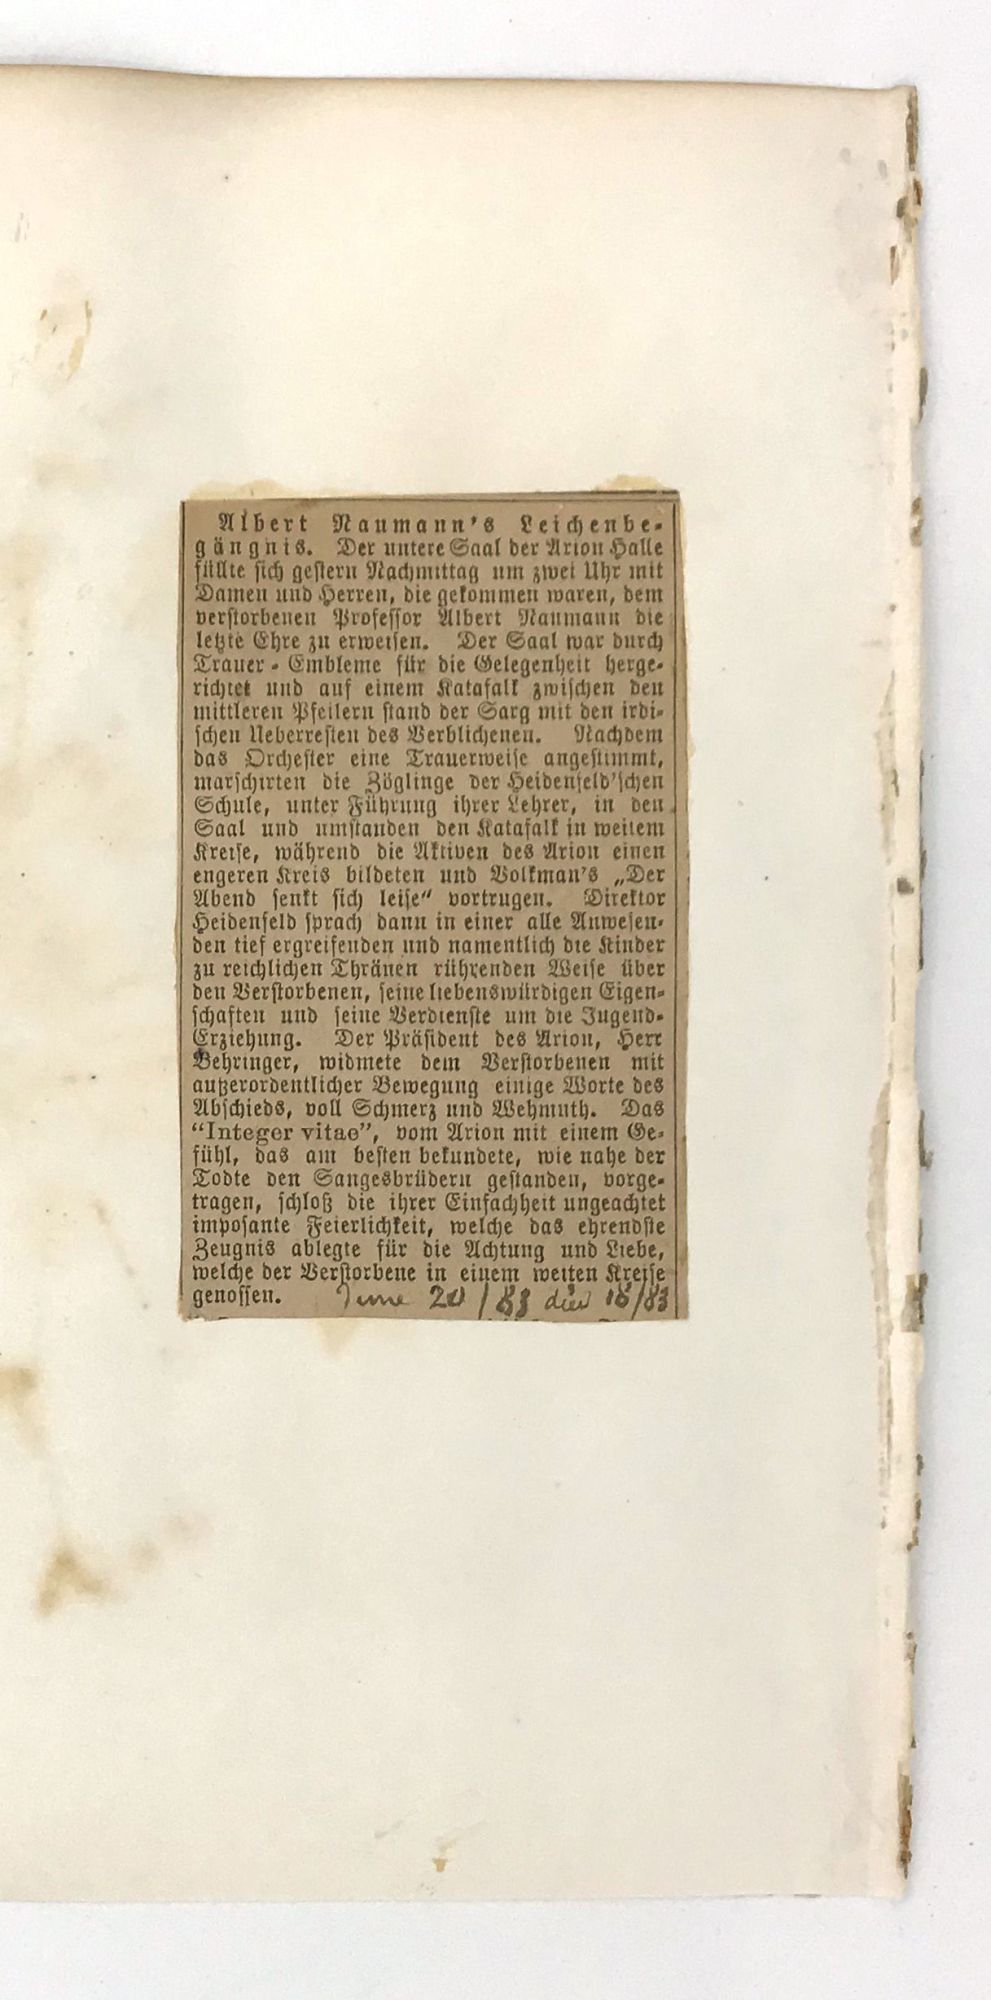 Albert Naumann's Leichenbe-
gängnis. Der untere Saal der Arion Halle
füllte sich gestern Nachmittag um zwei Uhr mit
Damen und Herren, die gekommen waren, dem
verstorbenen Professor Albert Naumann die
letzte Ehre zu erweisen. Der Saal war durch
Trauer-Embleme für die Gelegenheit herge-
richtet und auf einem Katafalk zwischen den
mittleren Pfeilern stand der Sarg mit den irdi-
schen Ueberresten des Verblichenen. Nachdem
das Orchester eine Trauerweise angestimmt,
marschirten die Zöglinge der Heidenfeld'schen
Schule, unter Führung ihrer Lehrer, in den
Saal und umstanden den Katafalk in weitem
Kreise, während die Aktiven des Arion einen
engeren Kreis bildeten und Volkman's „Der
Abend senkt sich leise“ vortrugen. Direktor
Heidenfeld sprach dann in einer alle Anwesen-
den tief ergreifenden und namentlich die Kinder
zu reichlichen Thränen rührenden Weise über
den Verstorbenen, seine liebenswürdigen Eigen-
schaften und seine Verdienste um die Jugend-
Erziehung. Der Präsident des Arion, Herr
Behringer, widmete dem Verstorbenen mit
außerordentlicher Bewegung einige Worte des
Abschieds, voll Schmerz und Wehmuth. Das
“Integer vitae”, vom Arion mit einem Ge-
fühl, das am besten bekundete, wie nahe der
Todte den Sangesbrüdern gestanden, vorge-
tragen, schloß die ihrer Einfachheit ungeachtet
imposante Feierlichkeit, welche das ehrendste
Zeugnis ablegte für die Achtung und Liebe,
welche der Verstorbene in einem weiten Kreise
genossen. June 20/83 died 18/83